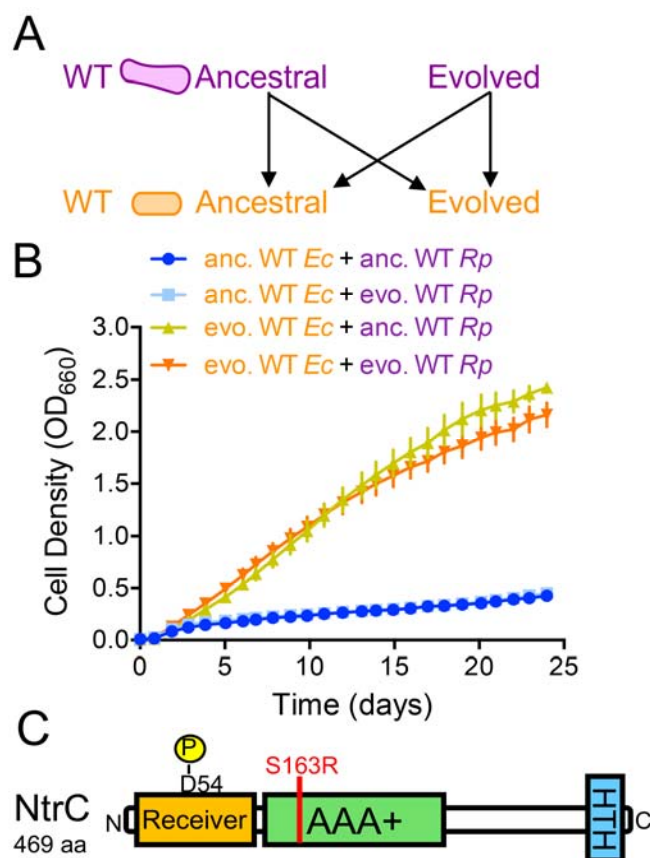 A
WT Ancestral Evolved
WT Ancestral Evolved
B
anc. WT Ec + anc. WT Rp
anc. WT Ec + evo. WT Rp
evo. WT Ec + anc. WT Rp
evo. WT Ec + evo. WT Rp
3.0
2.5
2.0
1.5
1.0
0.5
0.0
Cell Density (OD660)
0 5 10 15 20 25
Time (days)
C
P
D54
S163R
NtrC
469 aa
N Receiver AAA+ HTH C